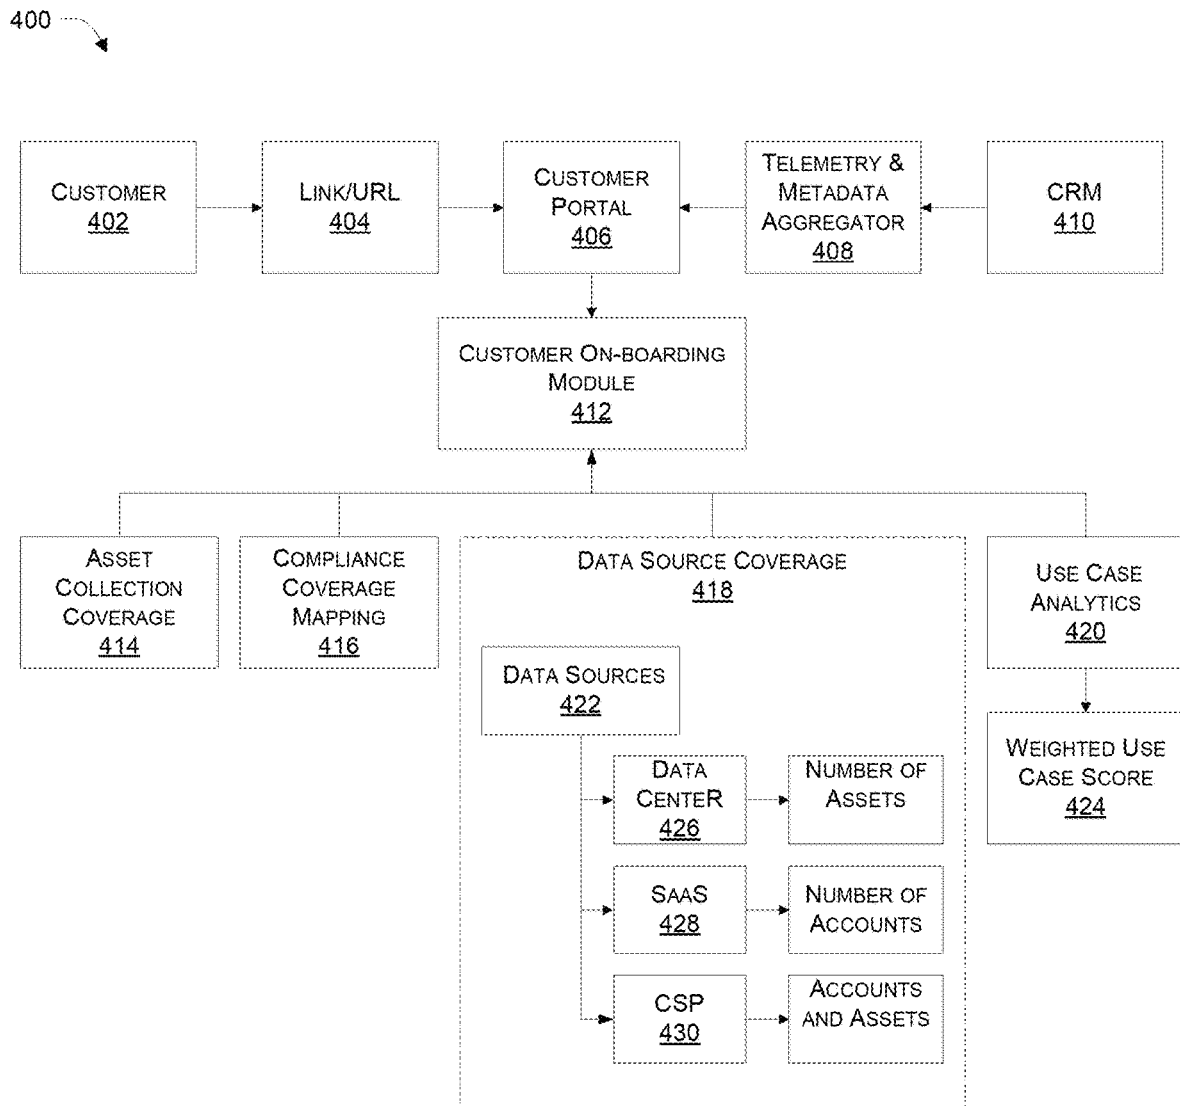 400
CUSTOMER
402
LINK/URL
404
CUSTOMER
PORTAL
406
TELEMETRY &
METADATA
AGGREGATOR
408
CRM
410
CUSTOMER ON-BOARDING
MODULE
412
ASSET
COLLECTION
COVERAGE
414
COMPLIANCE
COVERAGE
MAPPING
416
DATA SOURCE COVERAGE
418
USE CASE
ANALYTICS
420
DATA SOURCES
422
WEIGHTED USE
CASE SCORE
424
DATA
CENTER
426
NUMBER OF
ASSETS
SAAS
428
NUMBER OF
ACCOUNTS
CSP
430
ACCOUNTS
AND ASSETS